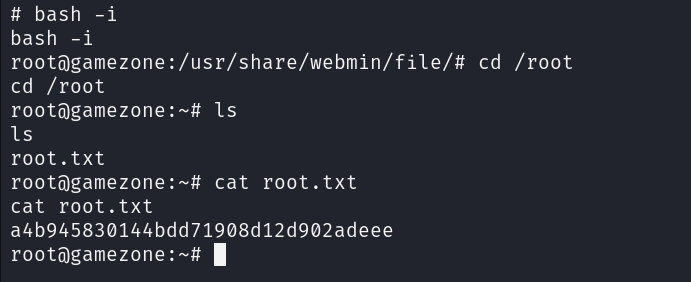 # bash -i
bash -i
root@gamezone:/usr/share/webmin/file/# cd /root
cd /root
root@gamezone:~# ls
ls
root.txt
root@gamezone:~# cat root.txt
cat root.txt
a4b945830144bdd71908d12d902adeee
root@gamezone:~#